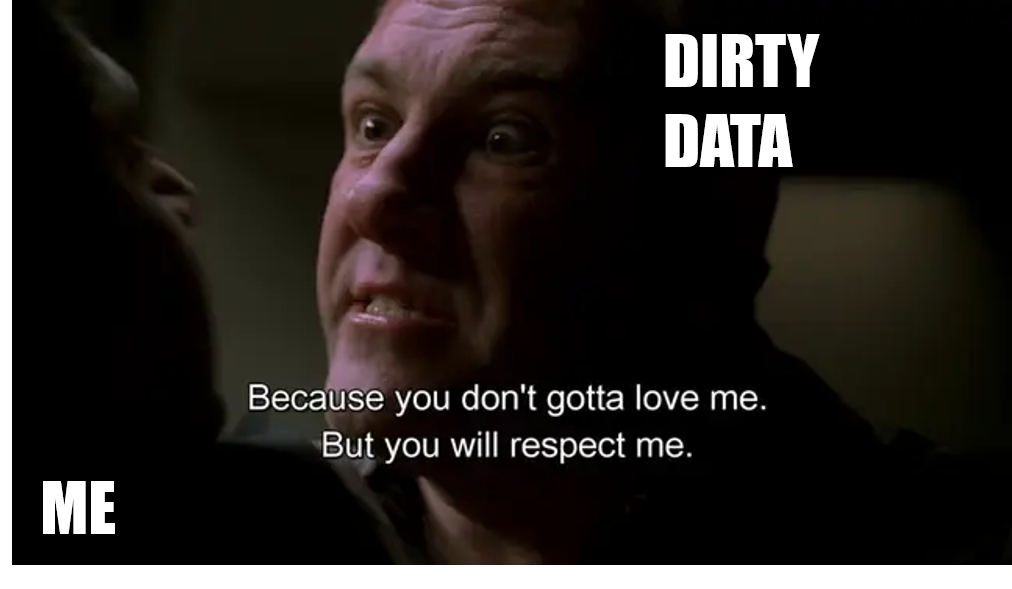 DIRTY
DATA
Because you don't gotta love me.
But you will respect me.
ME